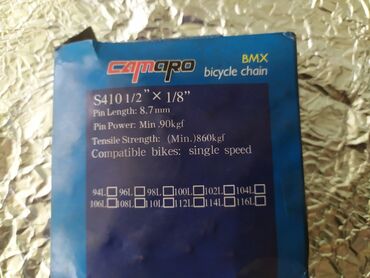 CAMARO
BMX
bicycle chain
S410 1/2" × 1/8"
Pin Length: 8.7mm
Pin Power: Min .90kgf
Tensile Strength: (Min.)860kgf
Compatible bikes: single speed
94L□ 96L□ 98L□ 100L□ 102L□ 104L□
106L□ 108L□ 110L□ 112L□ 114L□ 116L□